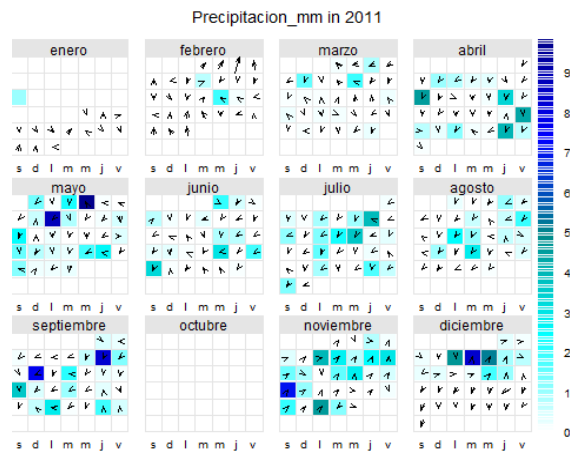 Precipitacion_mm in 2011
enero febrero marzo abril
s d l m m j v s d l m m j v s d l m m j v s d l m m j v
mayo junio julio agosto
s d l m m j v s d l m m j v s d l m m j v s d l m m j v
septiembre octubre noviembre diciembre
s d l m m j v s d l m m j v s d l m m j v s d l m m j v
9
8
7
6
5
4
3
2
1
0